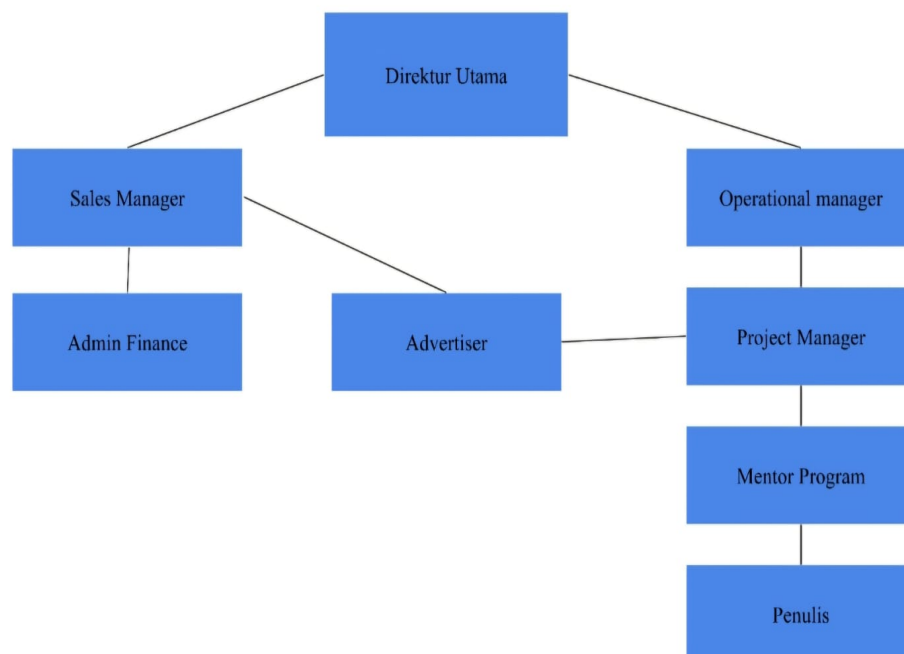 Direktur Utama
Sales Manager
Operational manager
Admin Finance
Advertiser
Project Manager
Mentor Program
Penulis